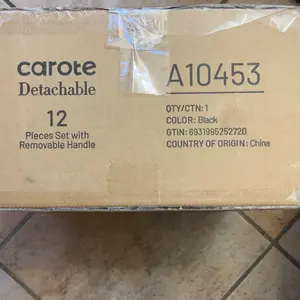 carote
Detachable
12
Pieces Set with
Removable Handle
A10453
QTY/CTN: 1
COLOR: Black
GTIN: 6931995252720
COUNTRY OF ORIGIN: China